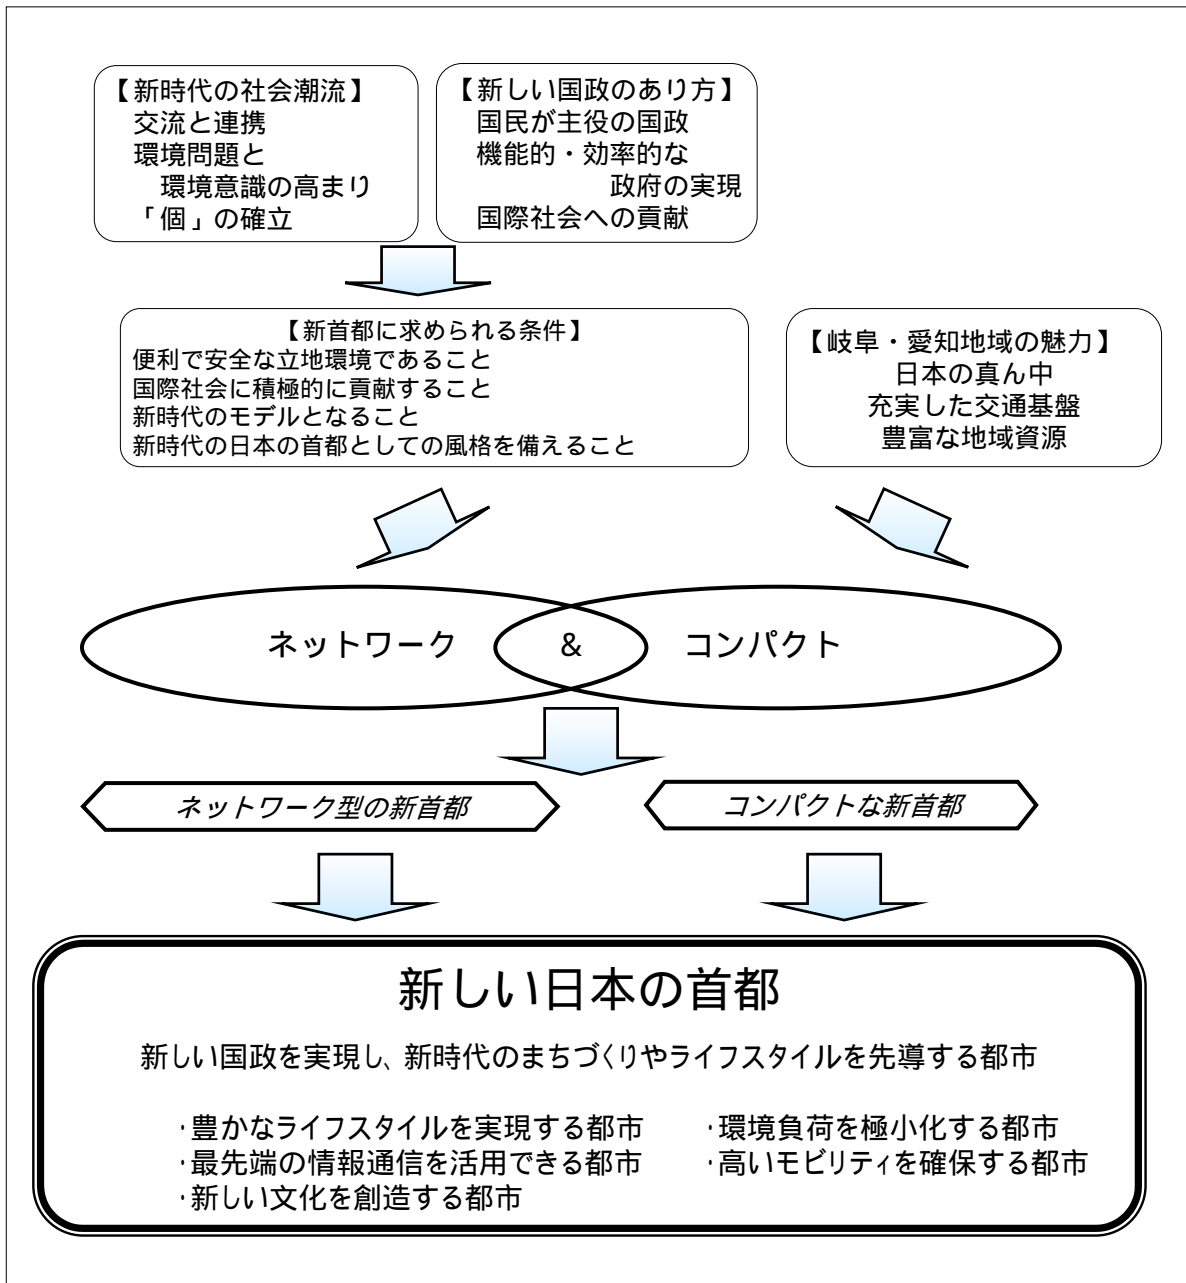 【新時代の社会潮流】
交流と連携
環境問題と
環境意識の高まり
「個」の確立
【新しい国政のあり方】
国民が主役の国政
機能的・効率的な
政府の実現
国際社会への貢献
【新首都に求められる条件】
便利で安全な立地環境であること
国際社会に積極的に貢献すること
新時代のモデルとなること
新時代の日本の首都としての風格を備えること
【岐阜・愛知地域の魅力】
日本の真ん中
充実した交通基盤
豊富な地域資源
ネットワーク & コンパクト
ネットワーク型の新首都
コンパクトな新首都
新しい日本の首都
新しい国政を実現し、新時代のまちづくりやライフスタイルを先導する都市
・豊かなライフスタイルを実現する都市 ・環境負荷を極小化する都市
・最先端の情報通信を活用できる都市 ・高いモビリティを確保する都市
・新しい文化を創造する都市